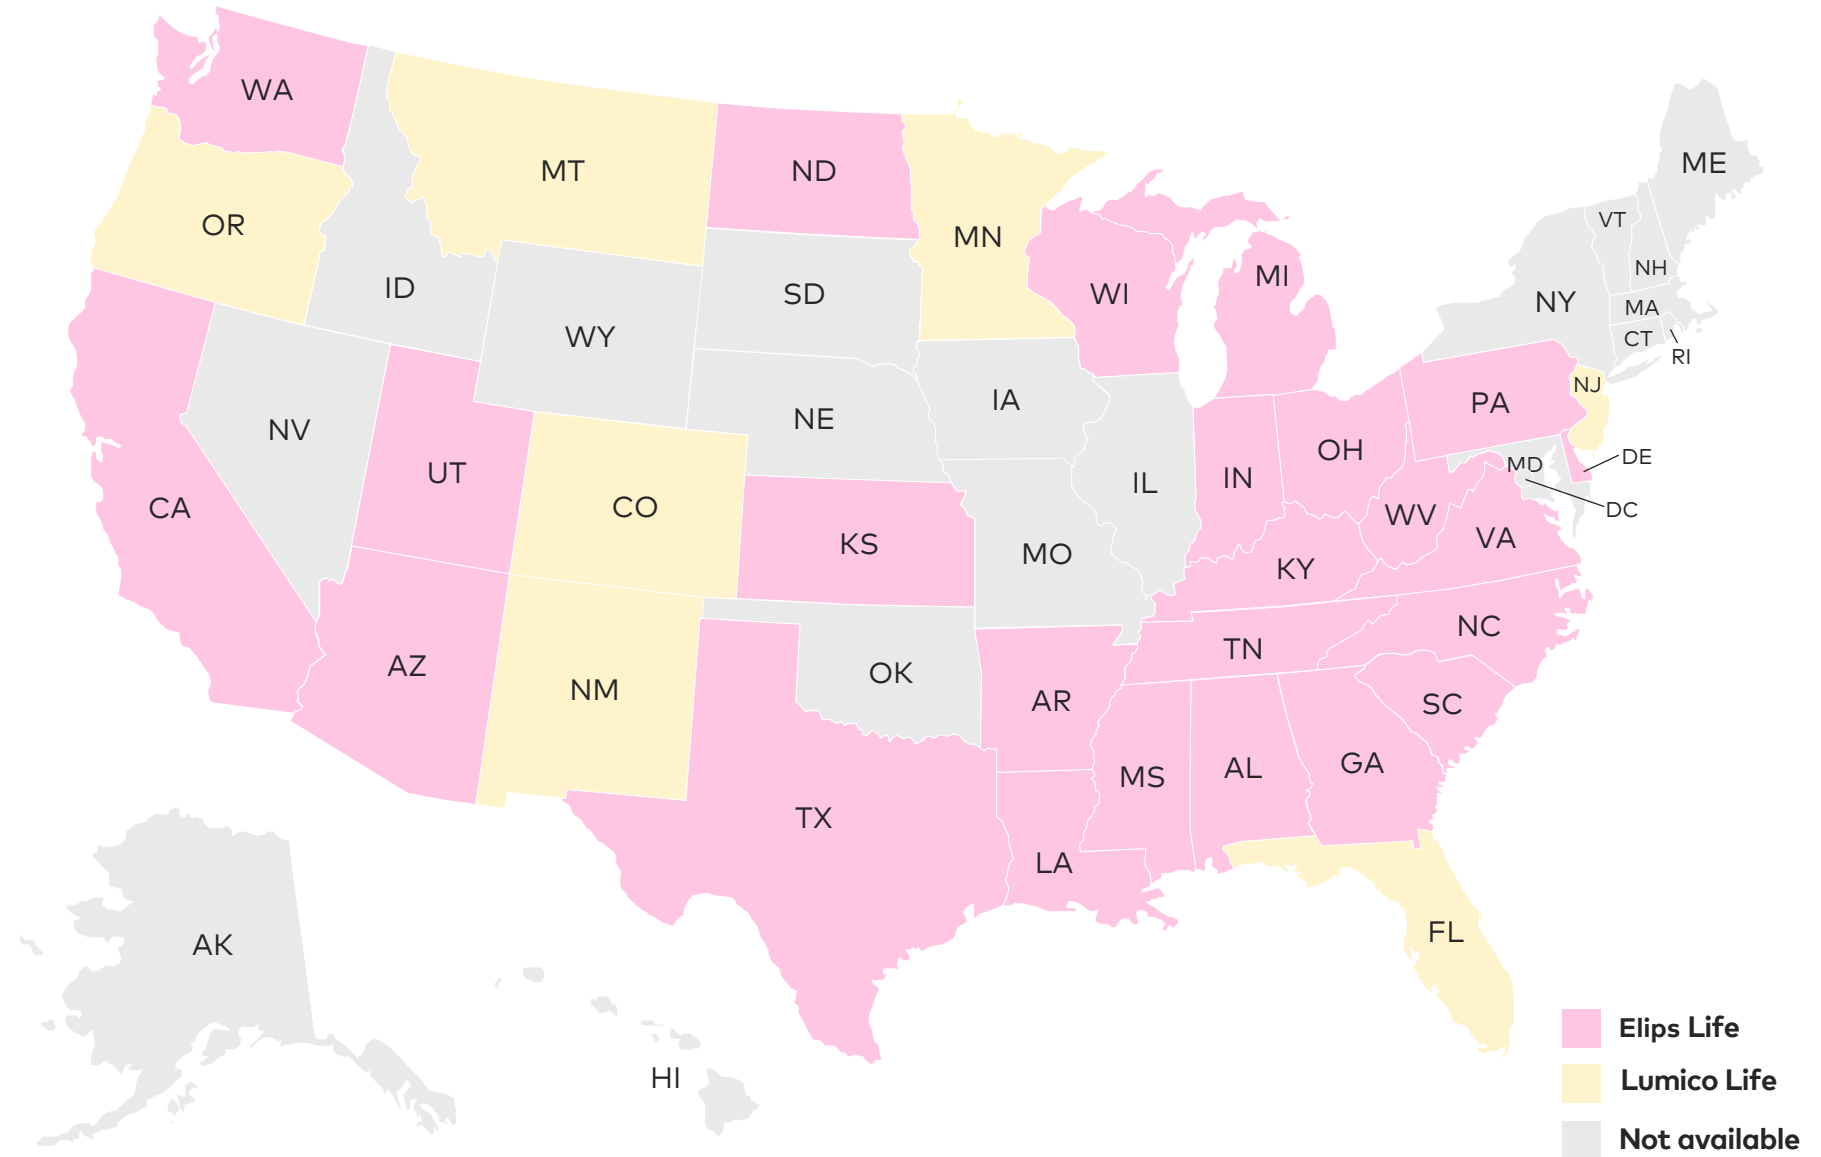 WA
MT
ND
MN
OR
ID
WY
SD
WI
MI
ME
VT
NH
NY
MA
CT
RI
NV
UT
CO
NE
IA
IL
IN
OH
PA
NJ
MD
DE
DC
CA
KS
MO
KY
WV
VA
AZ
NM
OK
AR
TN
NC
SC
TX
LA
MS
AL
GA
FL
AK
HI
Elips Life
Lumico Life
Not available